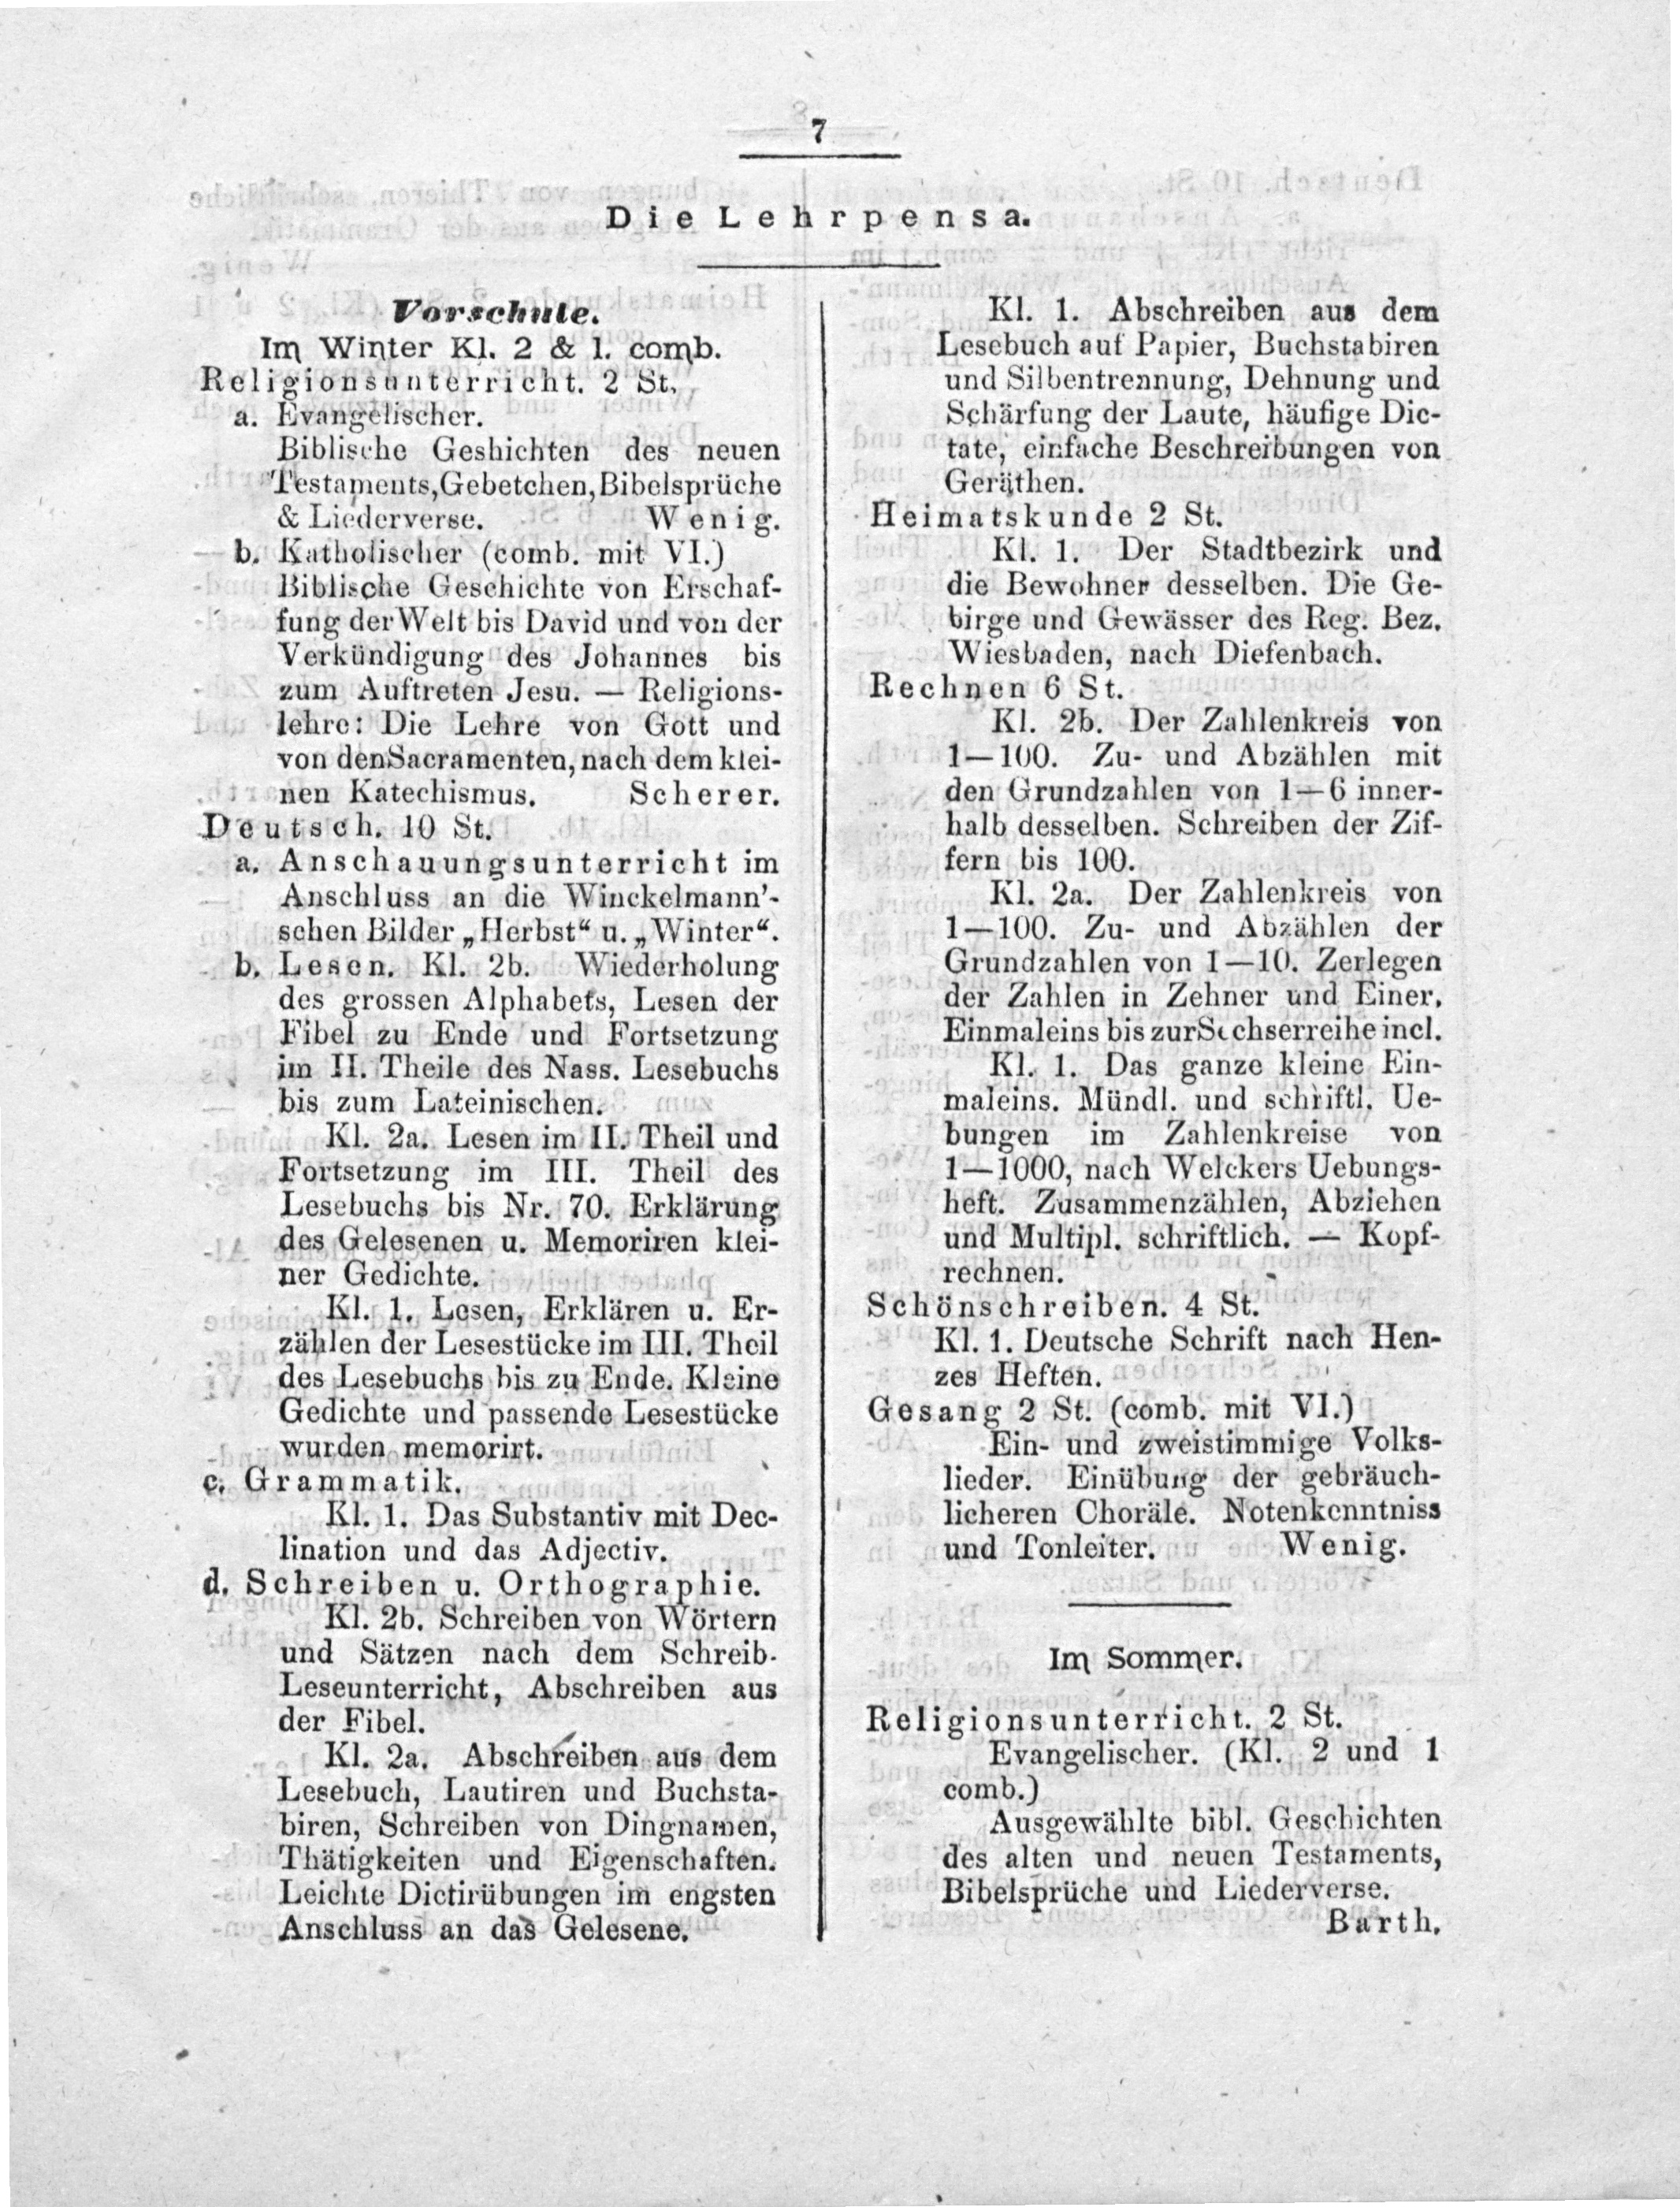 7
Die Lehrpensa.
Vorschule.
Im Winter Kl. 2 & 1. comb.
Religionsunterricht. 2 St.
a. Evangelischer.
Biblische Geshichten des neuen
Testaments, Gebetchen, Bibelsprüche
& Liederverse. Wenig.
b. Katholischer (comb. mit VI.)
Biblische Geschichte von Erschaf-
fung der Welt bis David und von der
Verkündigung des Johannes bis
zum Auftreten Jesu. — Religions-
lehre: Die Lehre von Gott und
von den Sacramenten, nach dem klei-
nen Katechismus. Scherer.
Deutsch. 10 St.
a. Anschauungsunterricht im
Anschluss an die Winckelmann'-
schen Bilder „Herbst“ u. „Winter“.
b. Lesen. Kl. 2b. Wiederholung
des grossen Alphabets, Lesen der
Fibel zu Ende und Fortsetzung
im II. Theile des Nass. Lesebuchs
bis zum Lateinischen.
Kl. 2a. Lesen im II. Theil und
Fortsetzung im III. Theil des
Lesebuchs bis Nr. 70. Erklärung
des Gelesenen u. Memoriren klei-
ner Gedichte.
Kl. 1. Lesen, Erklären u. Er-
zählen der Lesestücke im III. Theil
des Lesebuchs bis zu Ende. Kleine
Gedichte und passende Lesestücke
wurden memorirt.
c. Grammatik.
Kl. 1. Das Substantiv mit Dec-
lination und das Adjectiv.
d. Schreiben u. Orthographie.
Kl. 2b. Schreiben von Wörtern
und Sätzen nach dem Schreib-
Leseunterricht, Abschreiben aus
der Fibel.
Kl. 2a. Abschreiben aus dem
Lesebuch, Lautiren und Buchsta-
biren, Schreiben von Dingnamen,
Thätigkeiten und Eigenschaften.
Leichte Dictirübungen im engsten
Anschluss an das Gelesene.
Kl. 1. Abschreiben aus dem
Lesebuch auf Papier, Buchstabiren
und Silbentrennung, Dehnung und
Schärfung der Laute, häufige Dic-
tate, einfache Beschreibungen von
Geräthen.
Heimatskunde 2 St.
Kl. 1. Der Stadtbezirk und
die Bewohner desselben. Die Ge-
birge und Gewässer des Reg. Bez.
Wiesbaden, nach Diefenbach.
Rechnen 6 St.
Kl. 2b. Der Zahlenkreis von
1—100. Zu- und Abzählen mit
den Grundzahlen von 1—6 inner-
halb desselben. Schreiben der Zif-
fern bis 100.
Kl. 2a. Der Zahlenkreis von
1—100. Zu- und Abzählen der
Grundzahlen von 1—10. Zerlegen
der Zahlen in Zehner und Einer.
Einmaleins bis zur Sechserreihe incl.
Kl. 1. Das ganze kleine Ein-
maleins. Mündl. und schriftl. Ue-
bungen im Zahlenkreise von
1—1000, nach Welckers Uebungs-
heft. Zusammenzählen, Abziehen
und Multipl. schriftlich. — Kopf-
rechnen.
Schönschreiben. 4 St.
Kl. 1. Deutsche Schrift nach Hen-
zes Heften.
Gesang 2 St. (comb. mit VI.)
Ein- und zweistimmige Volks-
lieder. Einübung der gebräuch-
licheren Choräle. Notenkenntniss
und Tonleiter. Wenig.
Im Sommer.
Religionsunterricht. 2 St.
Evangelischer. (Kl. 2 und 1
comb.)
Ausgewählte bibl. Geschichten
des alten und neuen Testaments,
Bibelsprüche und Liederverse.
Barth.